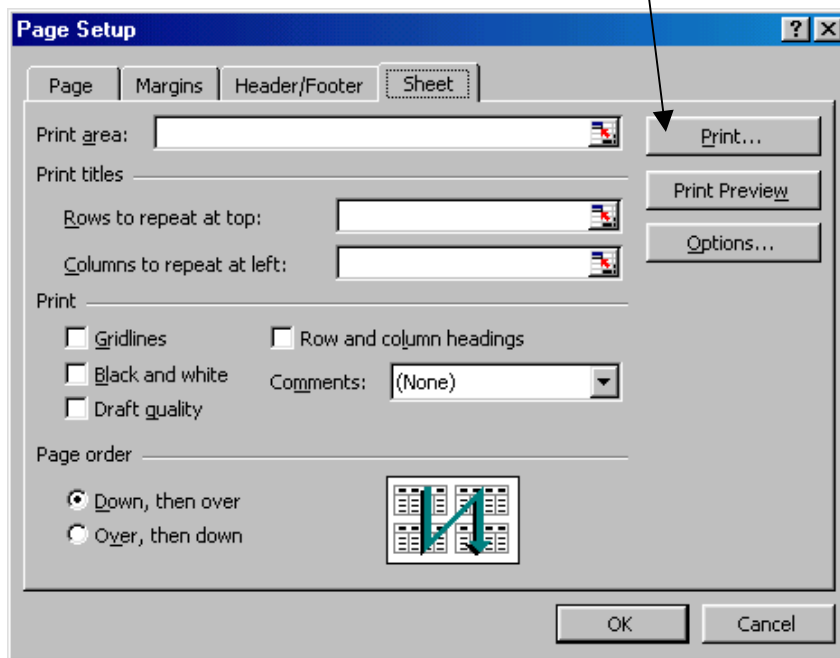 Page Setup
Page Margins Header/Footer Sheet
Print area: Print...
Print titles Print Preview
Rows to repeat at top:
Options...
Columns to repeat at left:
Print
Gridlines Row and column headings
Black and white Comments: (None)
Draft quality
Page order
Down, then over
Over, then down
OK Cancel